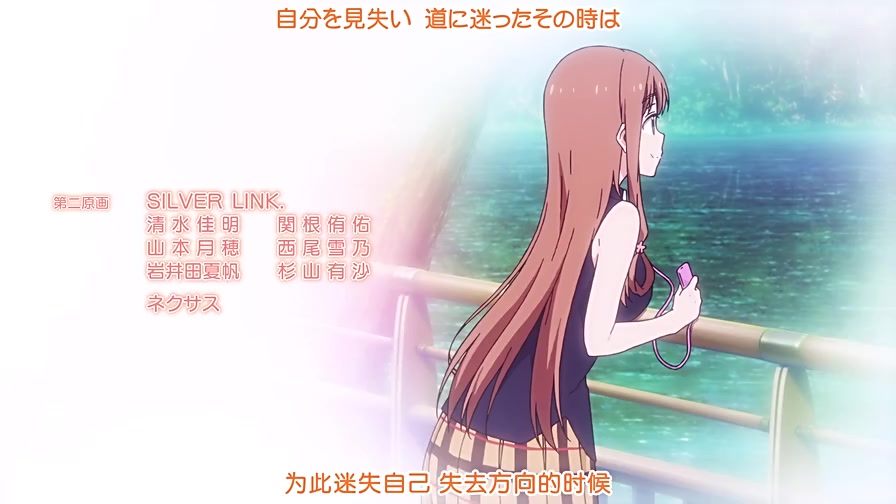 自分を見失い 道に迷ったその時は
第二原画 SILVER LINK.
清水佳明 関根侑佑
山本月穂 西尾雪乃
岩井田夏帆 杉山有沙
ネクサス
为此迷失自己 失去方向的时候